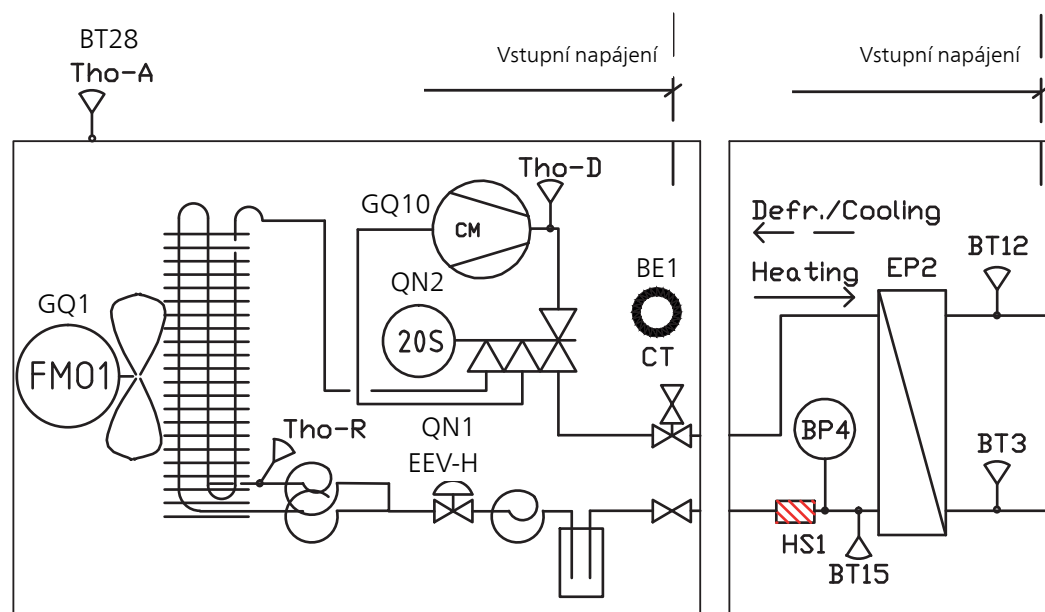 BT28
Tho-A
Vstupní napájení
Vstupní napájení
Tho-D
GQ10
CM
Defr./Cooling
BT12
Heating
EP2
QN2
BE1
GQ1
20S
CT
FMO1
Tho-R
QN1
EEV-H
BP4
BT3
HS1
BT15